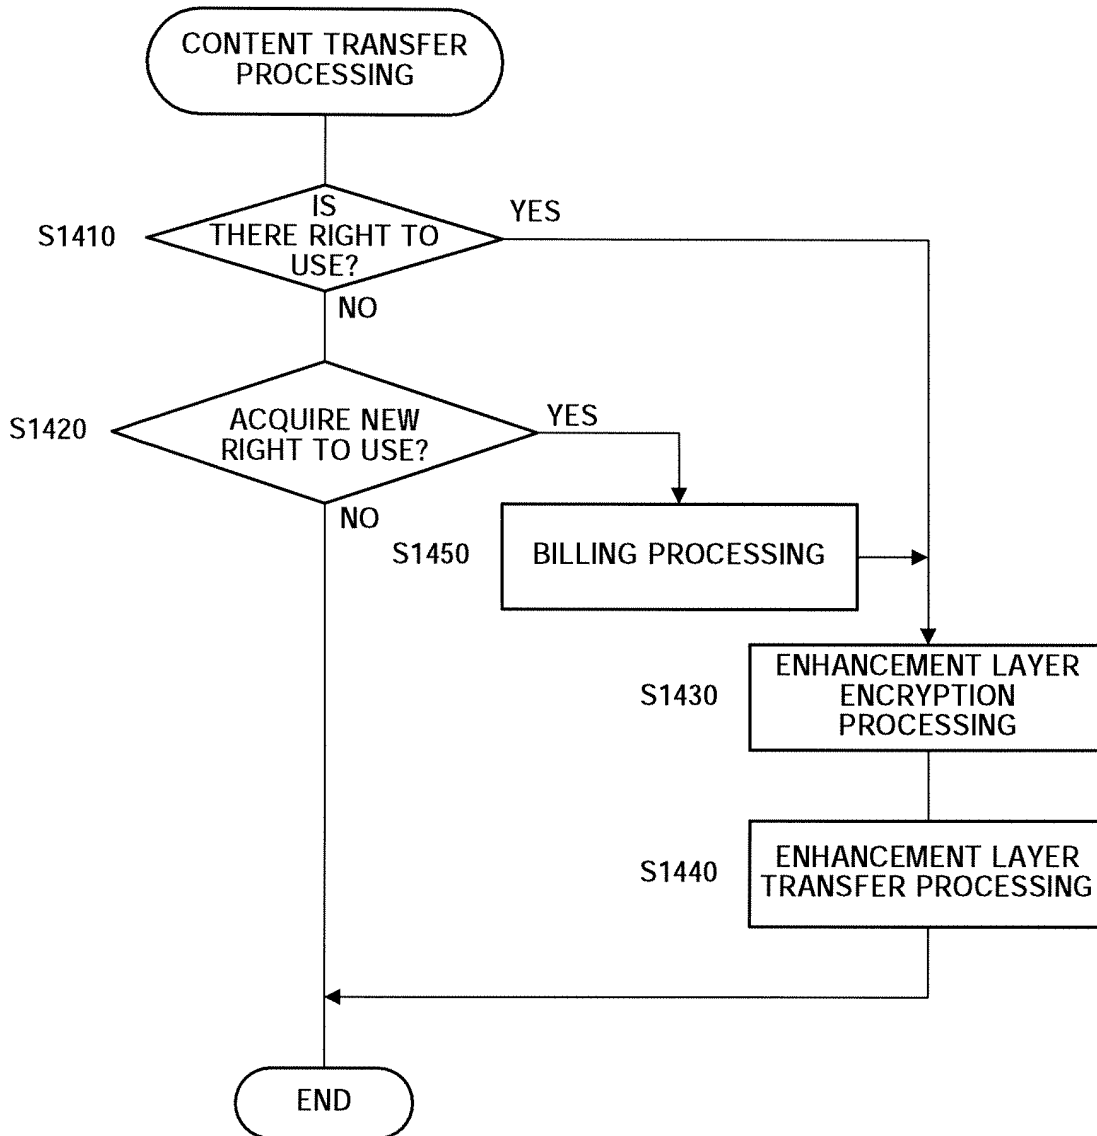 CONTENT TRANSFER
PROCESSING
IS
THERE RIGHT TO
USE?
S1410
YES
NO
ACQUIRE NEW
RIGHT TO USE?
S1420
YES
NO
S1450
BILLING PROCESSING
S1430
ENHANCEMENT LAYER
ENCRYPTION
PROCESSING
S1440
ENHANCEMENT LAYER
TRANSFER PROCESSING
END